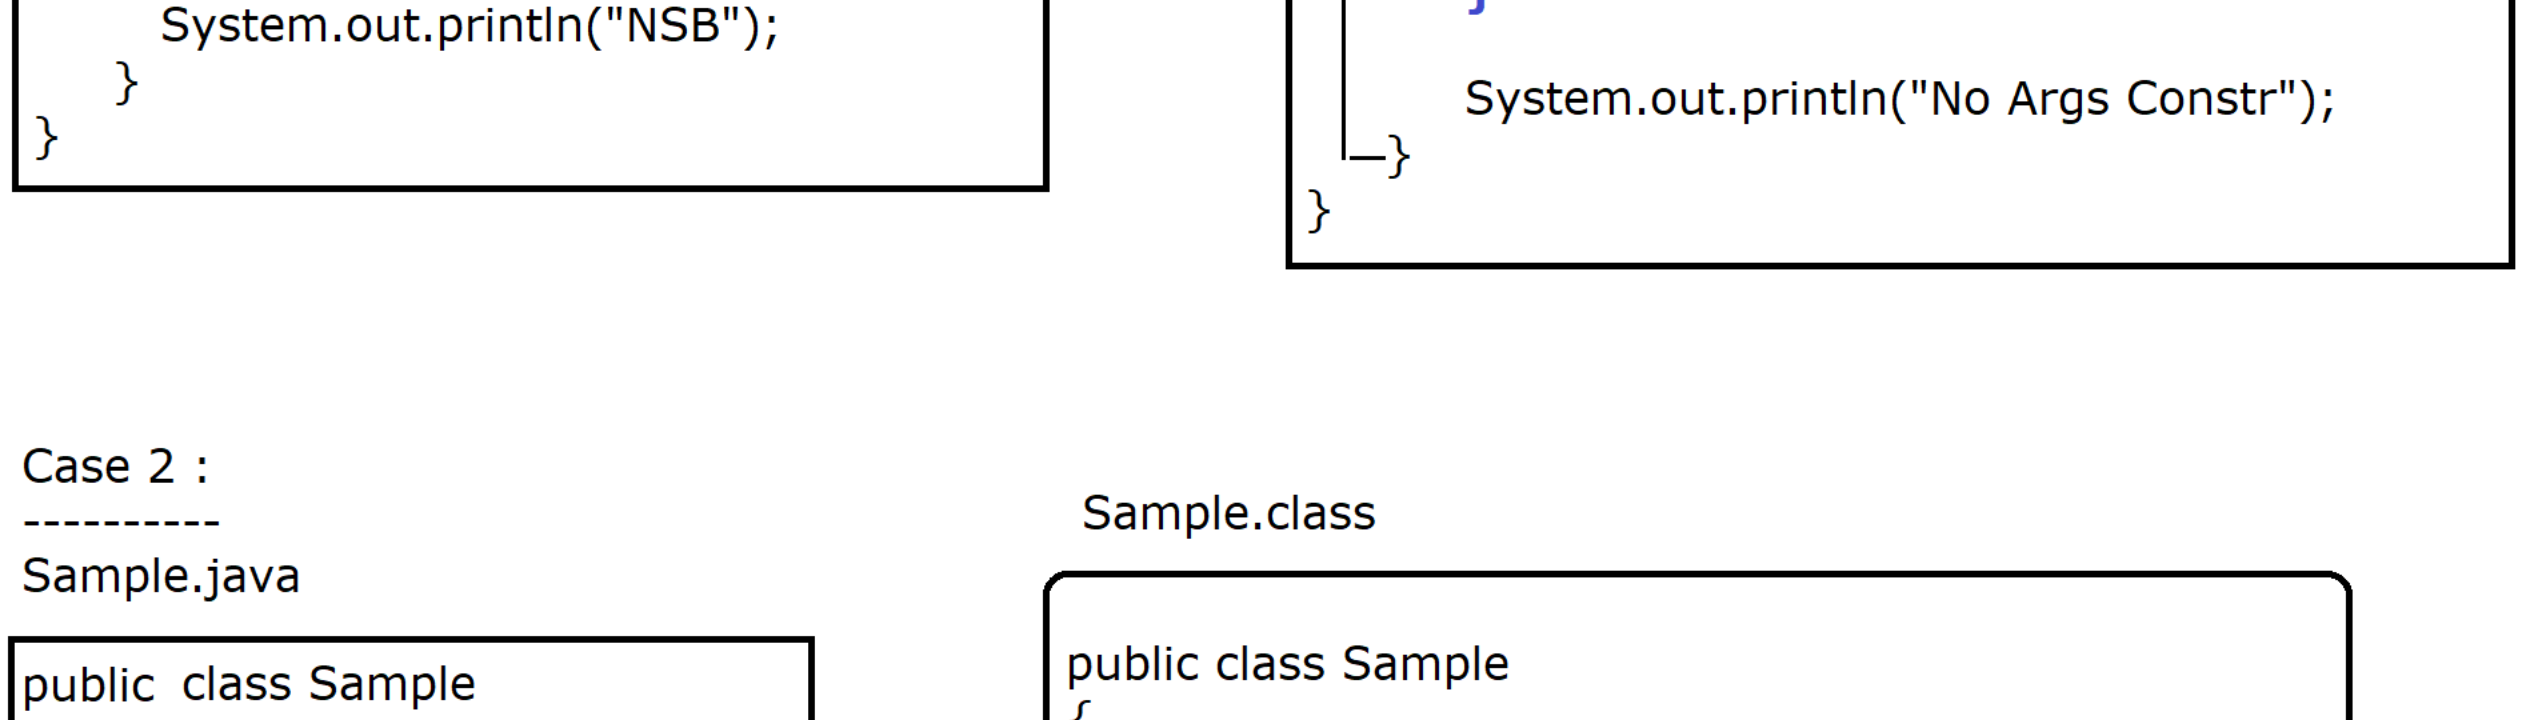 System.out.println("NSB");
}
}
System.out.println("No Args Constr");
}
}
Case 2 :
----------
Sample.java
public class Sample
Sample.class
public class Sample
{